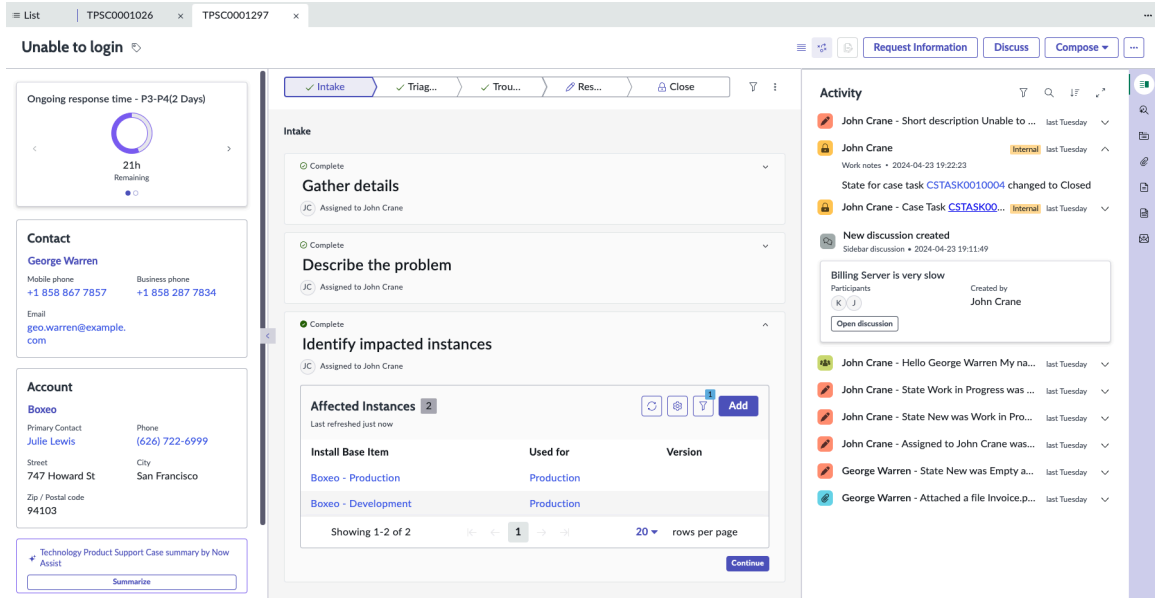 List
TPSC0001026 ×
TPSC0001297 ×
Unable to login
Request Information
Discuss
Compose
Ongoing response time - P3-P4(2 Days)
21h
Remaining
Contact
George Warren
Mobile phone
Business phone
+1 858 867 7857
+1 858 287 7834
Email
geo.warren@example.
com
Account
Boxeo
Primary Contact
Phone
Julie Lewis
(626) 722-6999
Street
City
747 Howard St
San Francisco
Zip / Postal code
94103
Technology Product Support Case summary by Now
Assist
Summarize
Intake
Triag...
Trou...
Res...
Close
Intake
Complete
Gather details
JC Assigned to John Crane
Complete
Describe the problem
JC Assigned to John Crane
Complete
Identify impacted instances
JC Assigned to John Crane
Affected Instances 2
1
Add
Last refreshed just now
Install Base Item
Used for
Version
Boxeo - Production
Production
Boxeo - Development
Production
Showing 1-2 of 2
1
20
rows per page
Continue
Activity
John Crane - Short description Unable to ... last Tuesday
John Crane Internal last Tuesday
Work notes • 2024-04-23 19:22:23
State for case task CSTASK0010004 changed to Closed
John Crane - Case Task CSTASK00... Internal last Tuesday
New discussion created
Sidebar discussion • 2024-04-23 19:11:49
Billing Server is very slow
Participants
Created by
K J
John Crane
Open discussion
John Crane - Hello George Warren My na... last Tuesday
John Crane - State Work in Progress was ... last Tuesday
John Crane - State New was Work in Pro... last Tuesday
John Crane - Assigned to John Crane was... last Tuesday
George Warren - State New was Empty a... last Tuesday
George Warren - Attached a file Invoice.p... last Tuesday